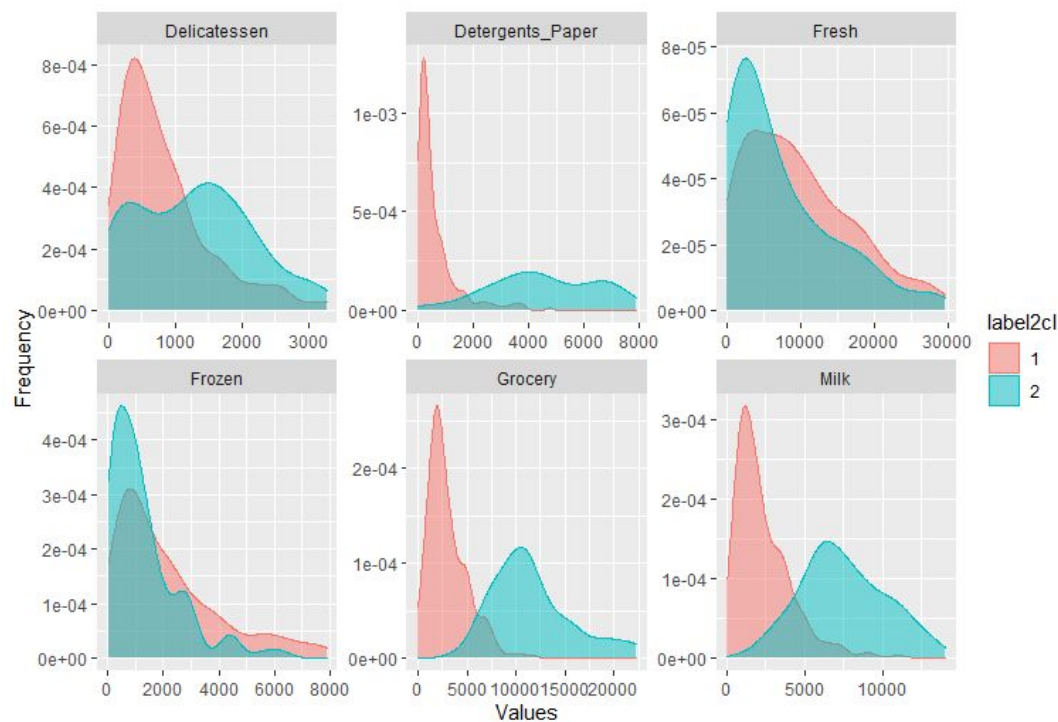 Delicatessen
Detergents_Paper
Fresh
8e-04
6e-04
4e-04
2e-04
0e+00
1e-03
5e-04
0e+00
8e-05
6e-05
4e-05
2e-05
0e+00
0 1000 2000 3000
0 2000 4000 6000 8000
0 10000 20000 30000
Frequency
label2cl
1
2
Frozen
Grocery
Milk
4e-04
3e-04
2e-04
1e-04
0e+00
2e-04
1e-04
0e+00
3e-04
2e-04
1e-04
0e+00
0 2000 4000 6000 8000
0 5000 10000 15000 20000
0 5000 10000
Values